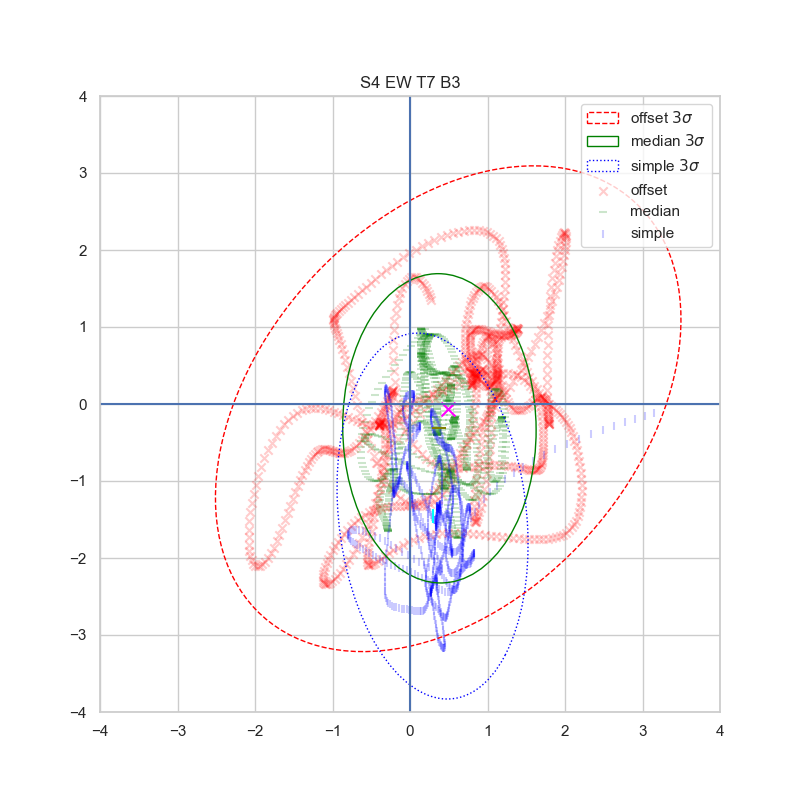 S4 EW T7 B3
offset 3σ
median 3σ
simple 3σ
offset
median
simple
4
3
2
1
0
−1
−2
−3
−4
−4 −3 −2 −1 0 1 2 3 4